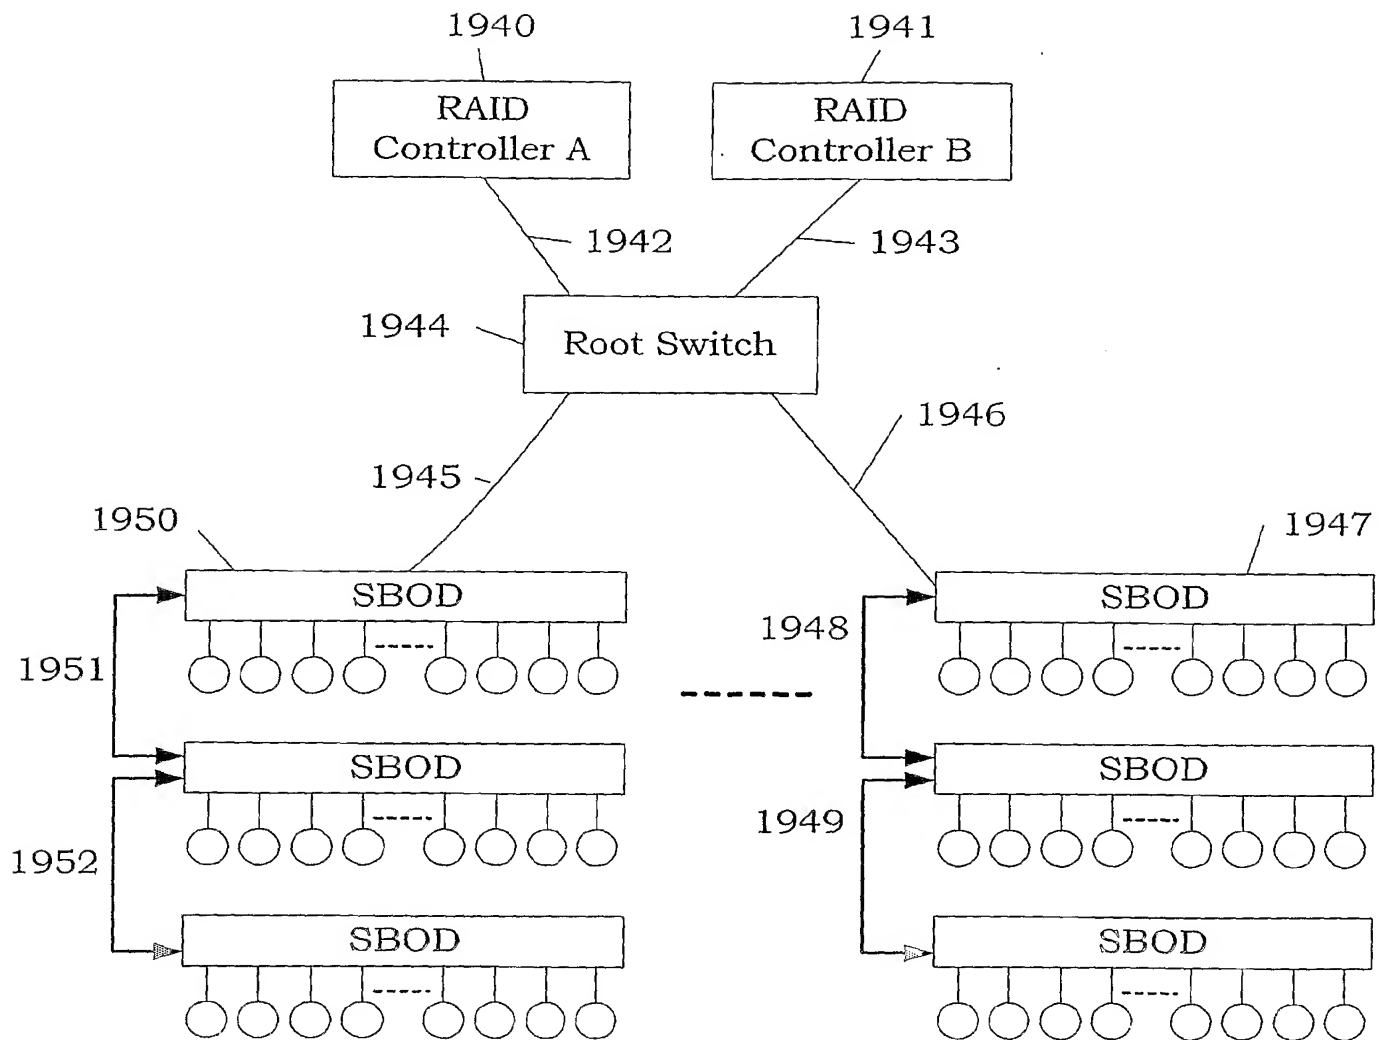 1940
1941
RAID
Controller A
RAID
Controller B
1942
1943
1944
Root Switch
1946
1945
1950
1947
SBOD
SBOD
1948
1951
SBOD
SBOD
1949
1952
SBOD
SBOD